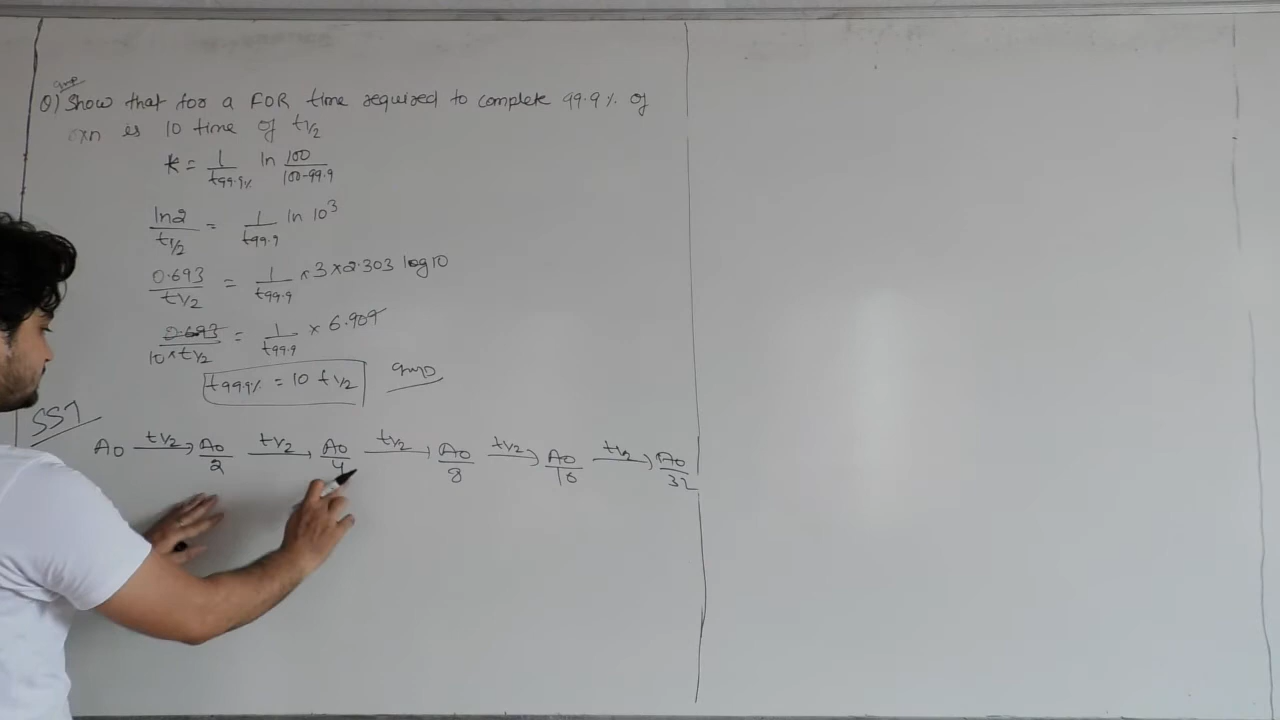 Imp
Q) Show that for a FOR time required to complete 99.9% of
rxn is 10 time of t1/2
K = 1/t99.9% ln 100/100-99.9
ln2/t1/2 = 1/t99.9 ln 10³
0.693/t1/2 = 1/t99.9 × 3 × 2.303 log10
0.693/10 × t1/2 = 1/t99.9 × 6.909
t99.9% = 10 t1/2 Imp
SST
A0 t1/2→ A0/2 t1/2→ A0/4 t1/2→ A0/8 t1/2→ A0/16 t1/2→ A0/32